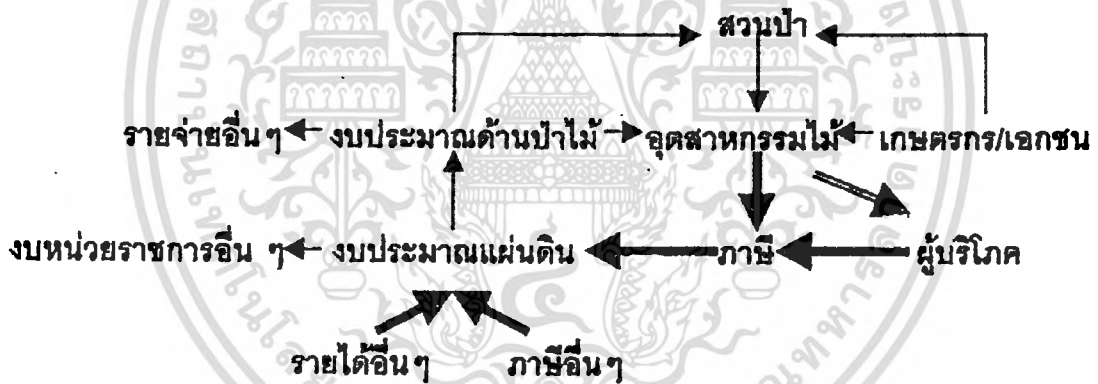 สวนป่า
รายจ่ายอื่นๆ งบประมาณด้านป่าไม้ อุตสาหกรรมไม้ เกษตรกร/เอกชน
งบหน่วยราชการอื่น ๆ งบประมาณแผ่นดิน ภาษี ผู้บริโภค
รายได้อื่นๆ ภาษีอื่นๆ